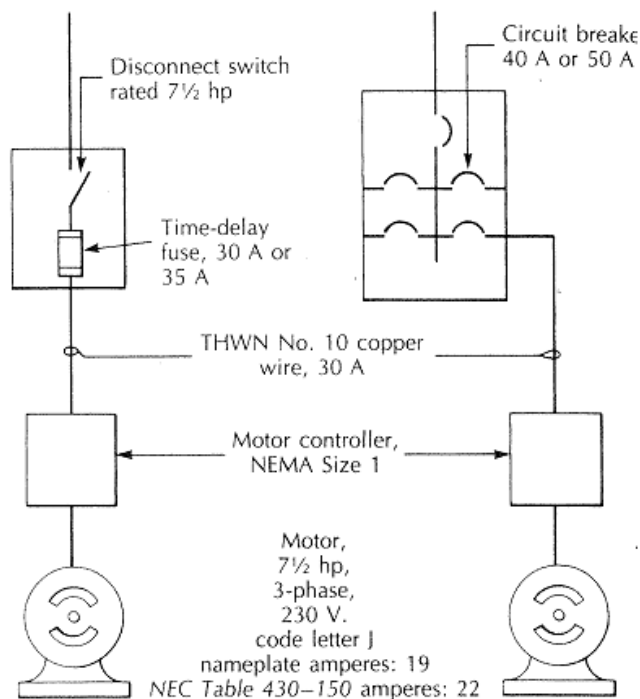 Disconnect switch
rated 7½ hp
Circuit breake
40 A or 50 A
Time-delay
fuse, 30 A or
35 A
THWN No. 10 copper
wire, 30 A
Motor controller,
NEMA Size 1
Motor,
7½ hp,
3-phase,
230 V.
code letter J
nameplate amperes: 19
NEC Table 430–150 amperes: 22